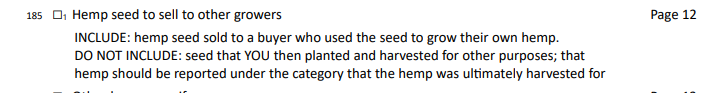 185 □1 Hemp seed to sell to other growers Page 12
INCLUDE: hemp seed sold to a buyer who used the seed to grow their own hemp.
DO NOT INCLUDE: seed that YOU then planted and harvested for other purposes; that
hemp should be reported under the category that the hemp was ultimately harvested for